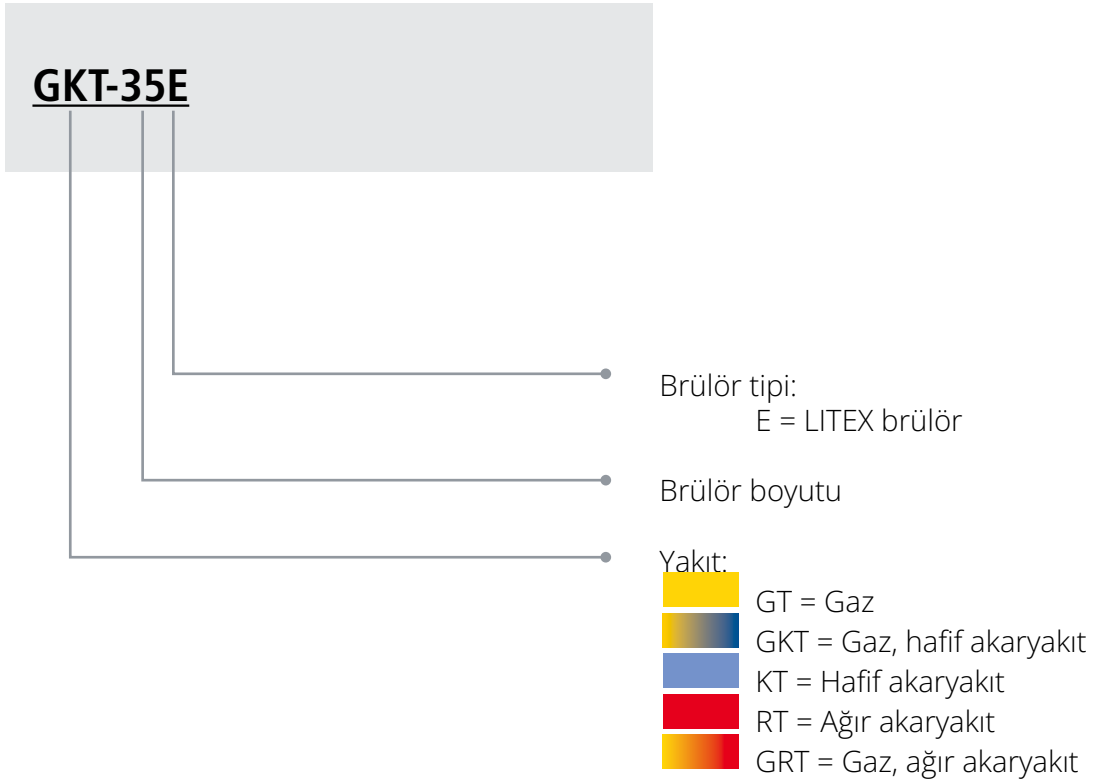 GKT-35E
Brülör tipi:
E = LITEX brülör
Brülör boyutu
Yakıt:
GT = Gaz
GKT = Gaz, hafif akaryakıt
KT = Hafif akaryakıt
RT = Ağır akaryakıt
GRT = Gaz, ağır akaryakıt